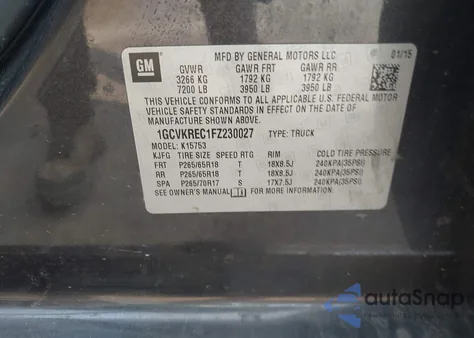 GM
MFD BY GENERAL MOTORS LLC 01/15
GVWR GAWR FRT GAWR RR
3266 KG 1792 KG 1792 KG
7200 LB 3950 LB 3950 LB
THIS VEHICLE CONFORMS TO ALL APPLICABLE U.S. FEDERAL MOTOR
VEHICLE SAFETY STANDARDS IN EFFECT ON THE DATE OF
MANUFACTURE SHOWN ABOVE.
1GCVKREC1FZ230027 TYPE: TRUCK
MODEL: K15753
KJFG TIRE SIZE SPEED RTG RIM COLD TIRE PRESSURE
FRT P265/65R18 T 18X8.5J 240KPA(35PSI)
RR P265/65R18 T 18X8.5J 240KPA(35PSI)
SPA P265/70R17 S 17X7.5J 240KPA(35PSI)
SEE OWNER'S MANUAL FOR MORE INFORMATION
autoSnap